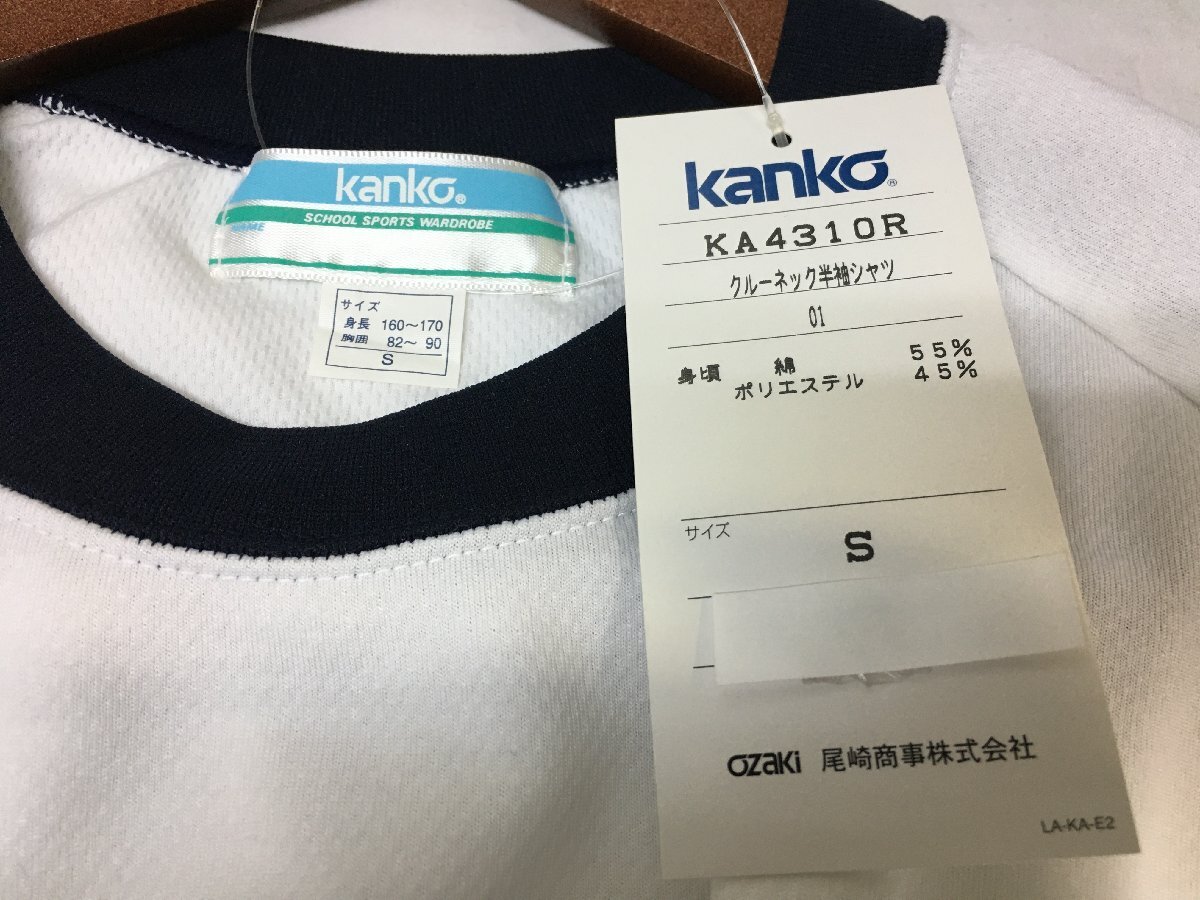 kanko®
SCHOOL SPORTS WARDROBE
NAME
サイズ
身長 160～170
胸囲 82～ 90
S
kanko®
KA4310R
クルーネック半袖シャツ
01
身頃 綿 55%
ポリエステル 45%
サイズ
S
OZAKI 尾崎商事株式会社
LA-KA-E2